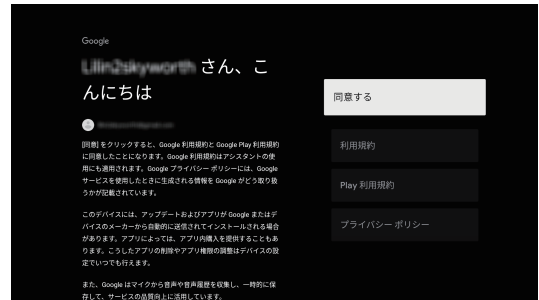 Google
さん、こ
んにちは
[同意] をクリックすると、Google 利用規約と Google Play 利用規約
に同意したことになります。Google 利用規約はアシスタントの使
用にも適用されます。Google プライバシー ポリシーには、Google
サービスを使用したときに生成される情報を Google がどう取り扱
うかが記載されています。
このデバイスには、アップデートおよびアプリが Google またはデ
バイスのメーカーから自動的に送信されてインストールされる場合
があります。アプリによっては、アプリ内購入を提供することもあ
ります。こうしたアプリの削除やアプリ権限の調整はデバイスの設
定でいつでも行えます。
また、Google はマイクから音声や音声履歴を収集し、一時的に保
存して、サービスの品質向上に活用しています。
同意する
利用規約
Play 利用規約
プライバシー ポリシー